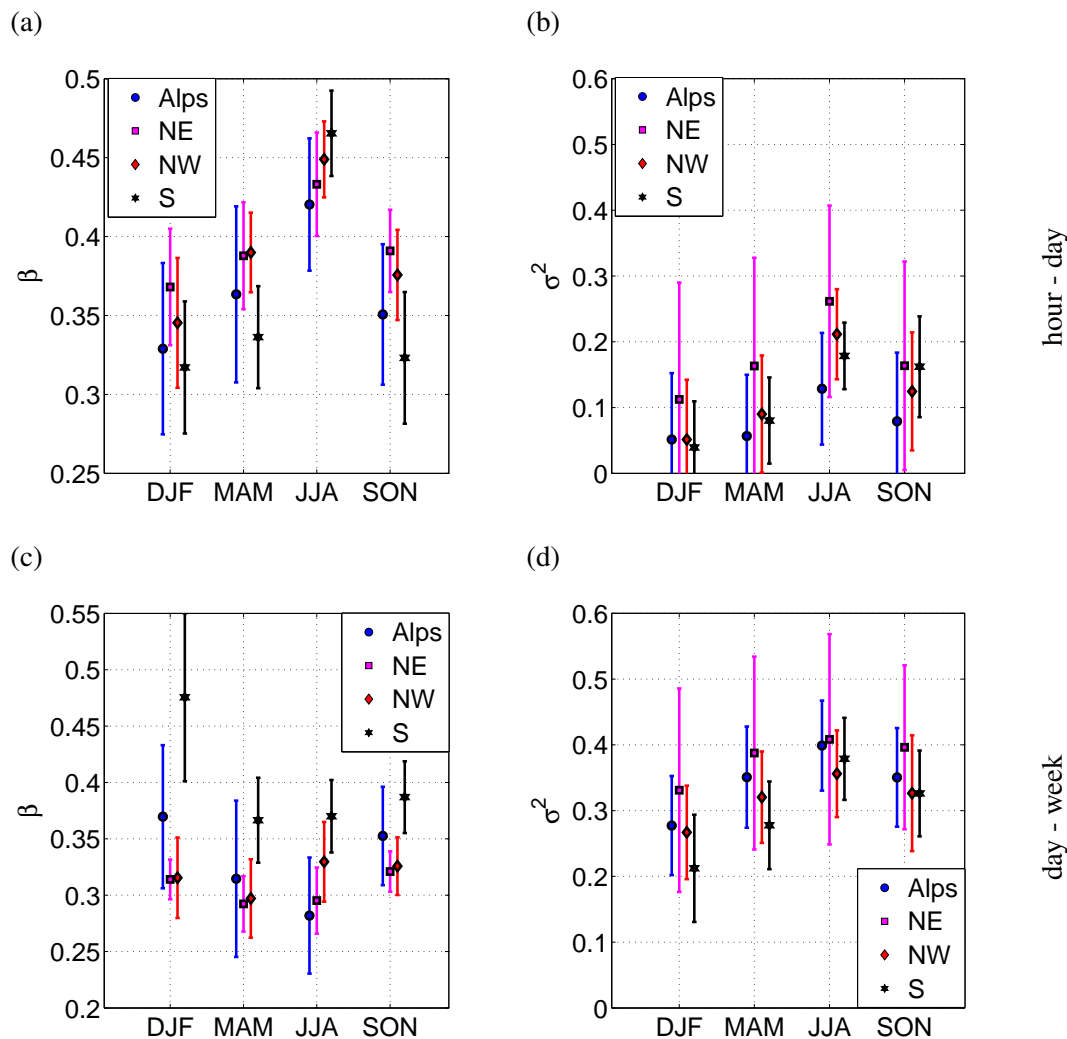 (a)
0.5
0.45
0.4
0.35
0.3
0.25
β
Alps
NE
NW
S
DJF MAM JJA SON
(b)
0.6
0.5
0.4
0.3
0.2
0.1
0
σ²
Alps
NE
NW
S
DJF MAM JJA SON
hour - day
(c)
0.55
0.5
0.45
0.4
0.35
0.3
0.25
0.2
β
Alps
NE
NW
S
DJF MAM JJA SON
(d)
0.6
0.5
0.4
0.3
0.2
0.1
0
σ²
Alps
NE
NW
S
DJF MAM JJA SON
day - week